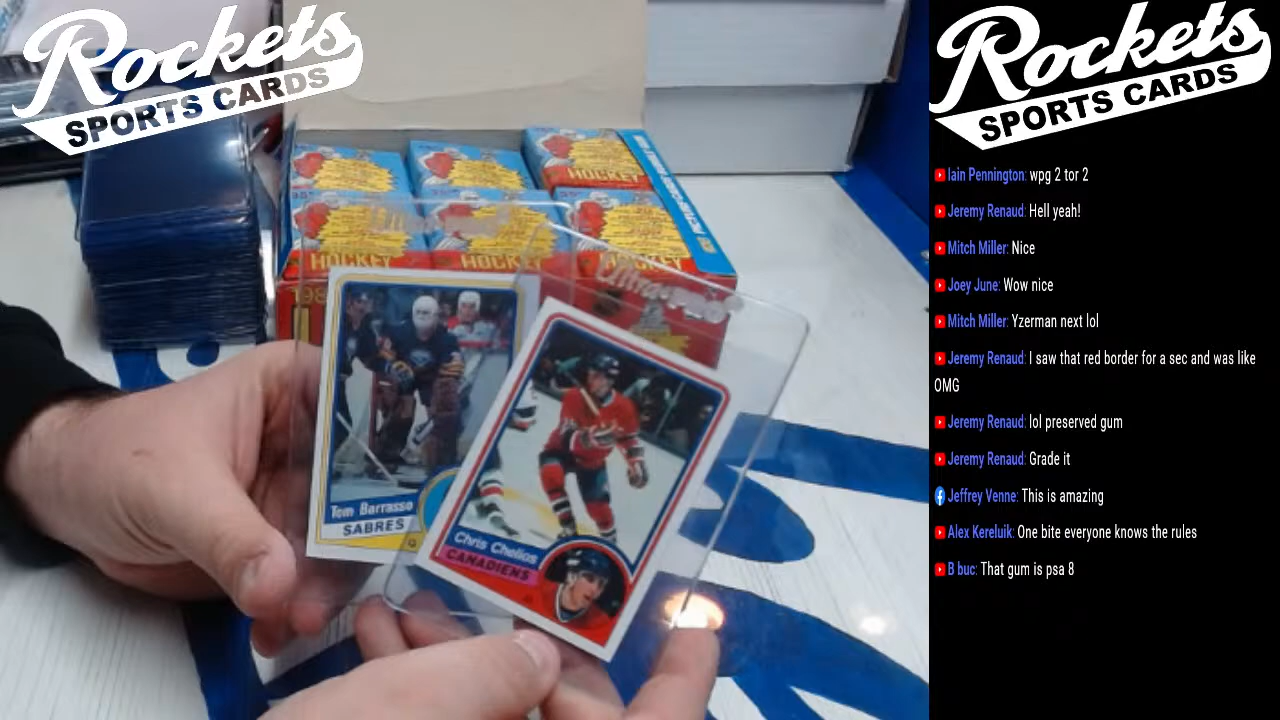 Rockets
SPORTS CARDS
Rockets
SPORTS CARDS
HOCKEY
HOCKEY
HOCKEY
HOCKEY
Ultra-PRO
Tom Barrasso
SABRES
Chris Chelios
CANADIENS
Iain Pennington: wpg 2 tor 2
Jeremy Renaud: Hell yeah!
Mitch Miller: Nice
Joey June: Wow nice
Mitch Miller: Yzerman next lol
Jeremy Renaud: I saw that red border for a sec and was like
OMG
Jeremy Renaud: lol preserved gum
Jeremy Renaud: Grade it
Jeffrey Venne: This is amazing
Alex Kereluik: One bite everyone knows the rules
B buc: That gum is psa 8